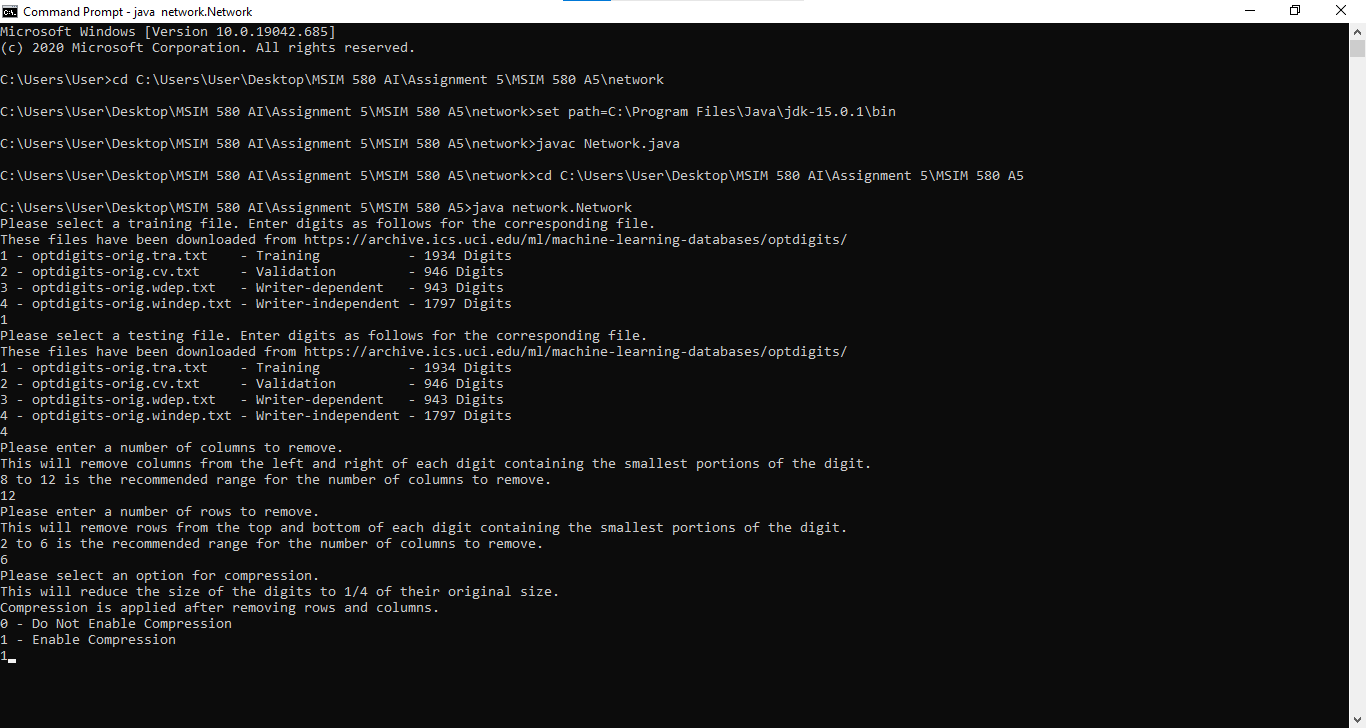 Command Prompt - java  network.Network
Microsoft Windows [Version 10.0.19042.685]
(c) 2020 Microsoft Corporation. All rights reserved.
C:\Users\User>cd C:\Users\User\Desktop\MSIM 580 AI\Assignment 5\MSIM 580 A5\network
C:\Users\User\Desktop\MSIM 580 AI\Assignment 5\MSIM 580 A5\network>set path=C:\Program Files\Java\jdk-15.0.1\bin
C:\Users\User\Desktop\MSIM 580 AI\Assignment 5\MSIM 580 A5\network>javac Network.java
C:\Users\User\Desktop\MSIM 580 AI\Assignment 5\MSIM 580 A5\network>cd C:\Users\User\Desktop\MSIM 580 AI\Assignment 5\MSIM 580 A5
C:\Users\User\Desktop\MSIM 580 AI\Assignment 5\MSIM 580 A5>java network.Network
Please select a training file. Enter digits as follows for the corresponding file.
These files have been downloaded from https://archive.ics.uci.edu/ml/machine-learning-databases/optdigits/
1 - optdigits-orig.tra.txt    - Training           - 1934 Digits
2 - optdigits-orig.cv.txt     - Validation         - 946 Digits
3 - optdigits-orig.wdep.txt   - Writer-dependent   - 943 Digits
4 - optdigits-orig.windep.txt - Writer-independent - 1797 Digits
1
Please select a testing file. Enter digits as follows for the corresponding file.
These files have been downloaded from https://archive.ics.uci.edu/ml/machine-learning-databases/optdigits/
1 - optdigits-orig.tra.txt    - Training           - 1934 Digits
2 - optdigits-orig.cv.txt     - Validation         - 946 Digits
3 - optdigits-orig.wdep.txt   - Writer-dependent   - 943 Digits
4 - optdigits-orig.windep.txt - Writer-independent - 1797 Digits
4
Please enter a number of columns to remove.
This will remove columns from the left and right of each digit containing the smallest portions of the digit.
8 to 12 is the recommended range for the number of columns to remove.
12
Please enter a number of rows to remove.
This will remove rows from the top and bottom of each digit containing the smallest portions of the digit.
2 to 6 is the recommended range for the number of columns to remove.
6
Please select an option for compression.
This will reduce the size of the digits to 1/4 of their original size.
Compression is applied after removing rows and columns.
0 - Do Not Enable Compression
1 - Enable Compression
1